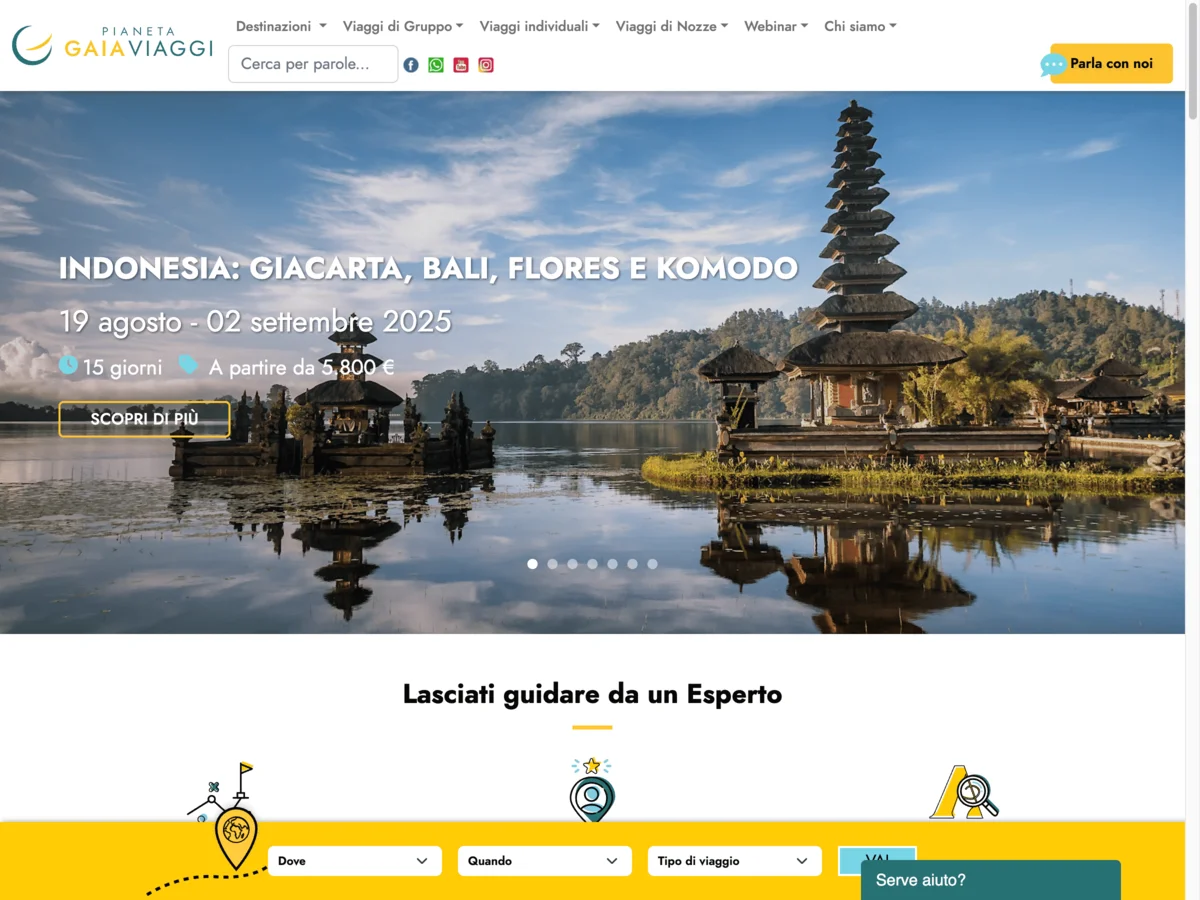 PIANETA
GAIAVIAGGI
Destinazioni
Viaggi di Gruppo
Viaggi individuali
Viaggi di Nozze
Webinar
Chi siamo
Cerca per parole...
Parla con noi
INDONESIA: GIACARTA, BALI, FLORES E KOMODO
19 agosto - 02 settembre 2025
15 giorni
A partire da 5.800 €
SCOPRI DI PIÙ
Lasciati guidare da un Esperto
Dove
Quando
Tipo di viaggio
VAI
Serve aiuto?